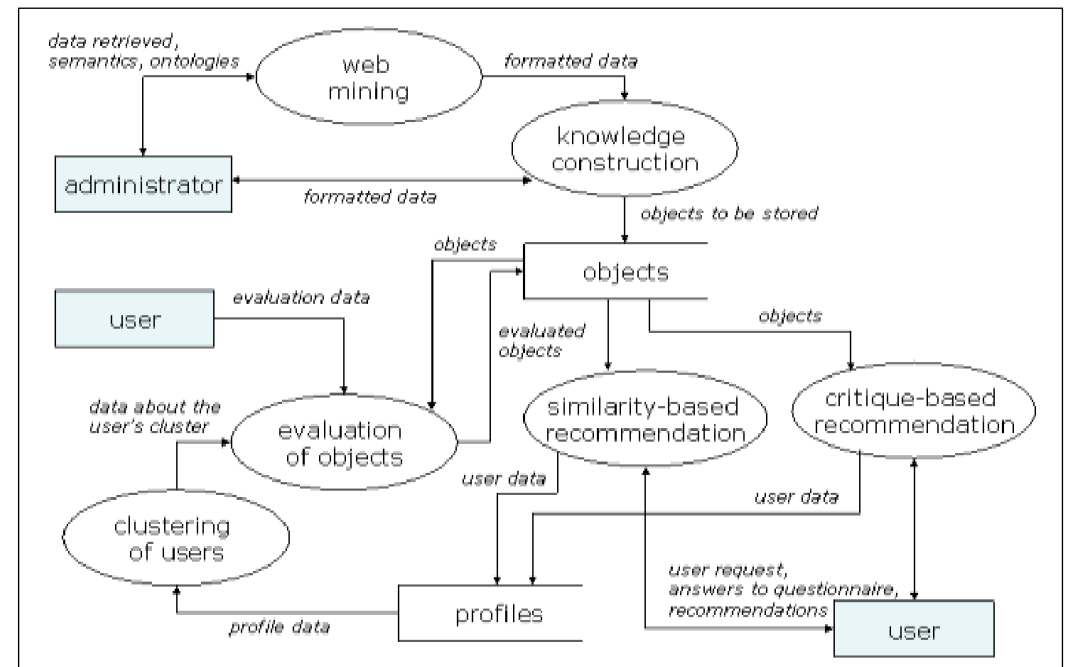 data retrieved,
semantics, ontologies
web
mining
formatted data
knowledge
construction
administrator
formatted data
objects to be stored
objects
objects
user
evaluation data
evaluated
objects
objects
data about the
user's cluster
evaluation
of objects
similarity-based
recommendation
critique-based
recommendation
user data
user data
clustering
of users
user request,
answers to questionnaire,
recommendations
profile data
profiles
user